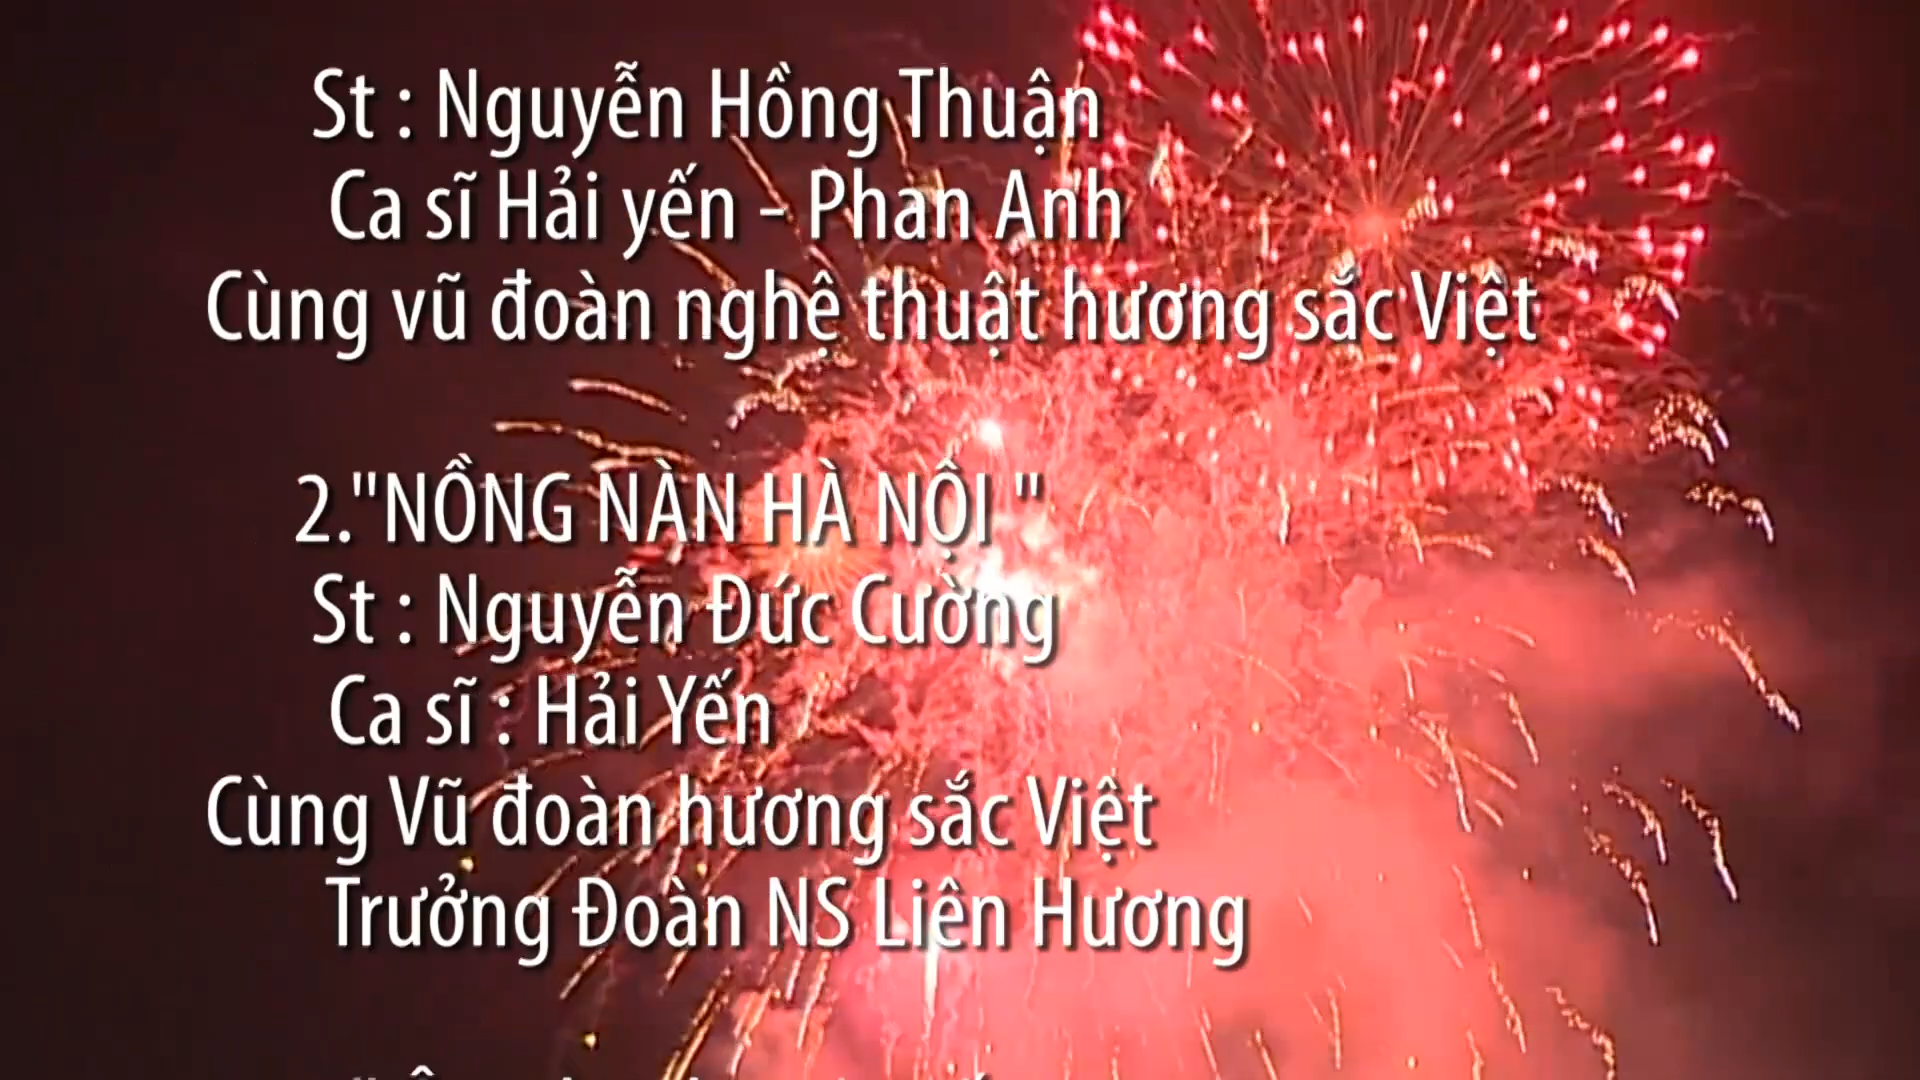 St : Nguyễn Hồng Thuận
Ca sĩ Hải yến - Phan Anh
Cùng vũ đoàn nghệ thuật hương sắc Việt
2."NỒNG NÀN HÀ NỘI "
St : Nguyễn Đức Cường
Ca sĩ : Hải Yến
Cùng Vũ đoàn hương sắc Việt
Trưởng Đoàn NS Liên Hương